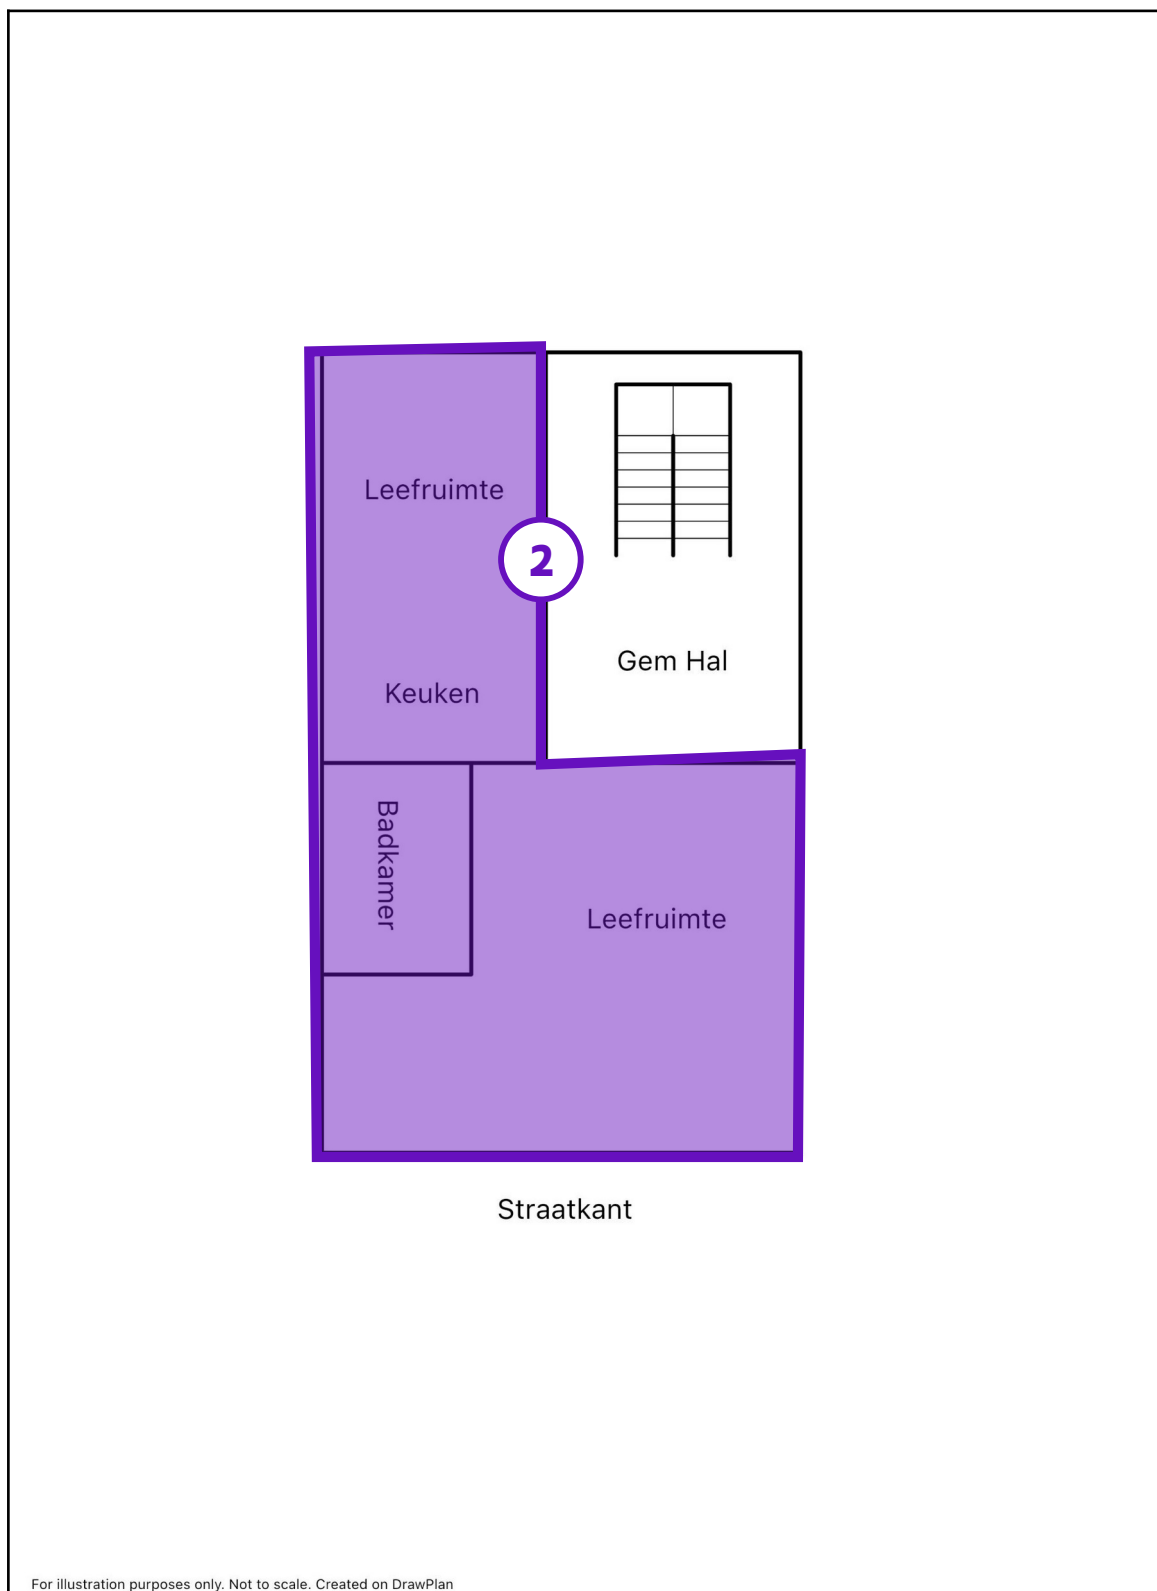 Leefruimte
2
Gem Hal
Keuken
Badkamer
Leefruimte
Straatkant
For illustration purposes only. Not to scale. Created on DrawPlan